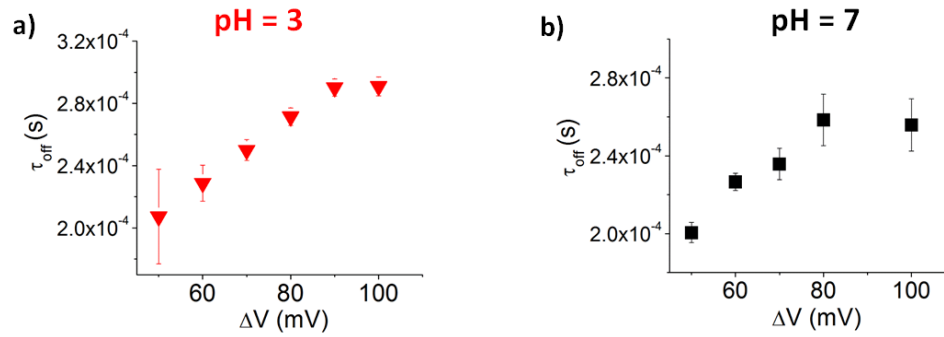 a)
pH = 3
3.2x10⁻⁴
2.8x10⁻⁴
2.4x10⁻⁴
2.0x10⁻⁴
τoff (s)
60 80 100
ΔV (mV)
b)
pH = 7
2.8x10⁻⁴
2.4x10⁻⁴
2.0x10⁻⁴
τoff (s)
60 80 100
ΔV (mV)